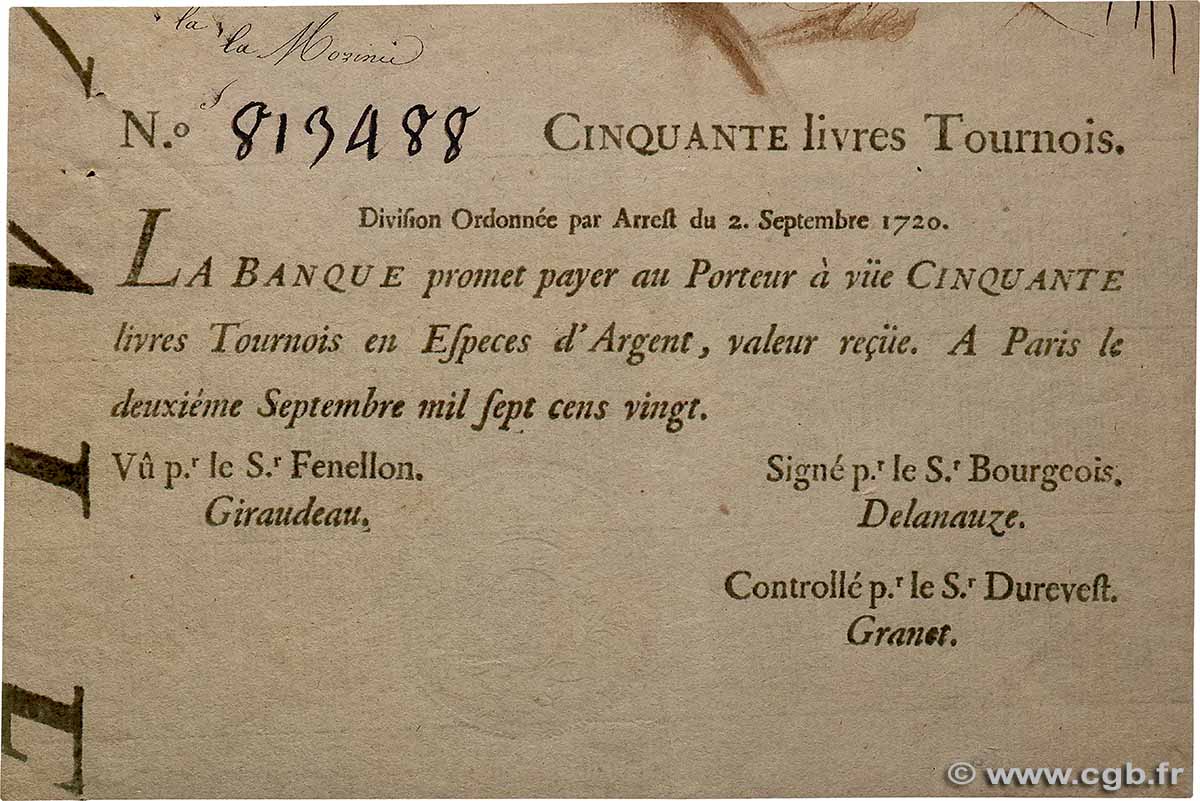 la
la Morinie
N.º 813488 CINQUANTE livres Tournois.
Diviſion Ordonnée par Arreſt du 2. Septembre 1720.
LA BANQUE promet payer au Porteur à vüe CINQUANTE
livres Tournois en Eſpeces d'Argent, valeur reçüe. A Paris le
deuxiéme Septembre mil ſept cens vingt.
Vû p.r le S.r Fenellon.
Giraudeau.
Signé p.r le S.r Bourgeois.
Delanauze.
Controllé p.r le S.r Dureveſt.
Granet.
© www.cgb.fr